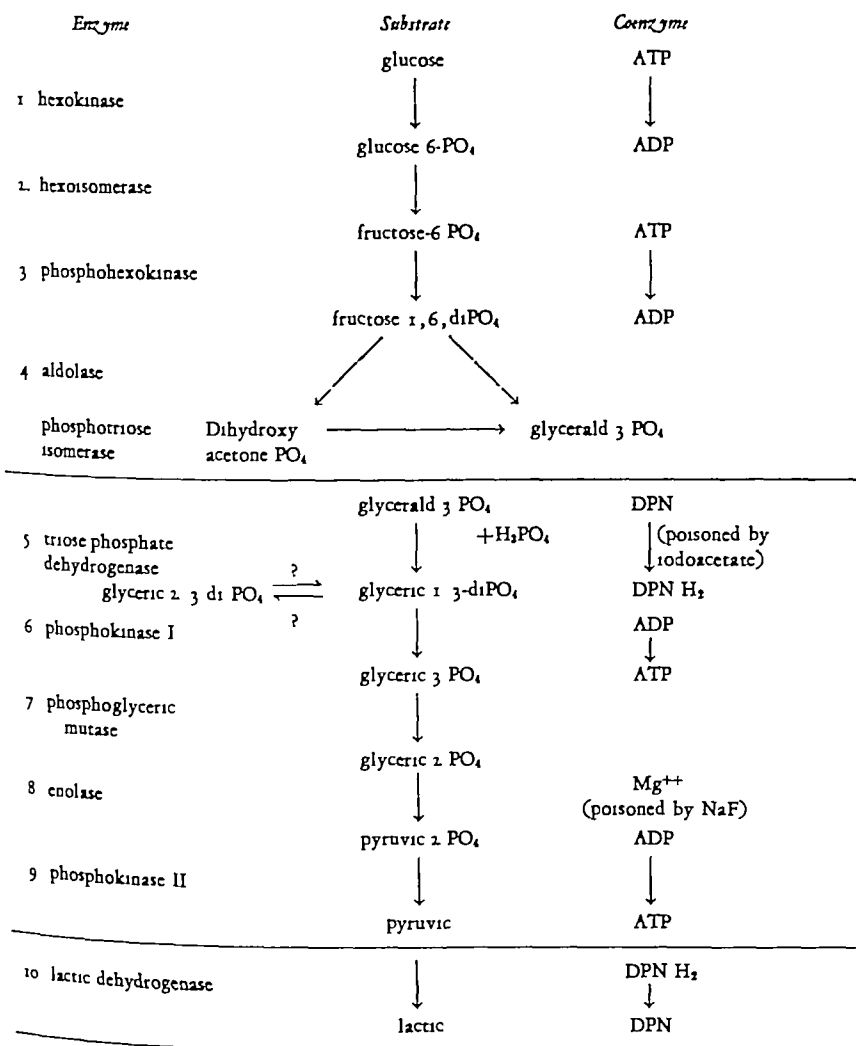 Enzyme Substrate Coenzyme
glucose ATP
1 hexokinase
glucose 6-PO₄ ADP
2 hexoisomerase
fructose-6 PO₄ ATP
3 phosphohexokinase
fructose 1,6,diPO₄ ADP
4 aldolase
phosphotriose Dihydroxy glycerald 3 PO₄
isomerase acetone PO₄
glycerald 3 PO₄ DPN
+H₃PO₄ (poisoned by
5 triose phosphate
dehydrogenase iodoacetate)
?
glyceric 2 3 di PO₄ glyceric 1 3-diPO₄ DPN H₂
?
6 phosphokinase I ADP
glyceric 3 PO₄ ATP
7 phosphoglyceric
mutase
glyceric 2 PO₄
8 enolase Mg++
(poisoned by NaF)
pyruvic 2 PO₄ ADP
9 phosphokinase II
pyruvic ATP
10 lactic dehydrogenase DPN H₂
lactic DPN